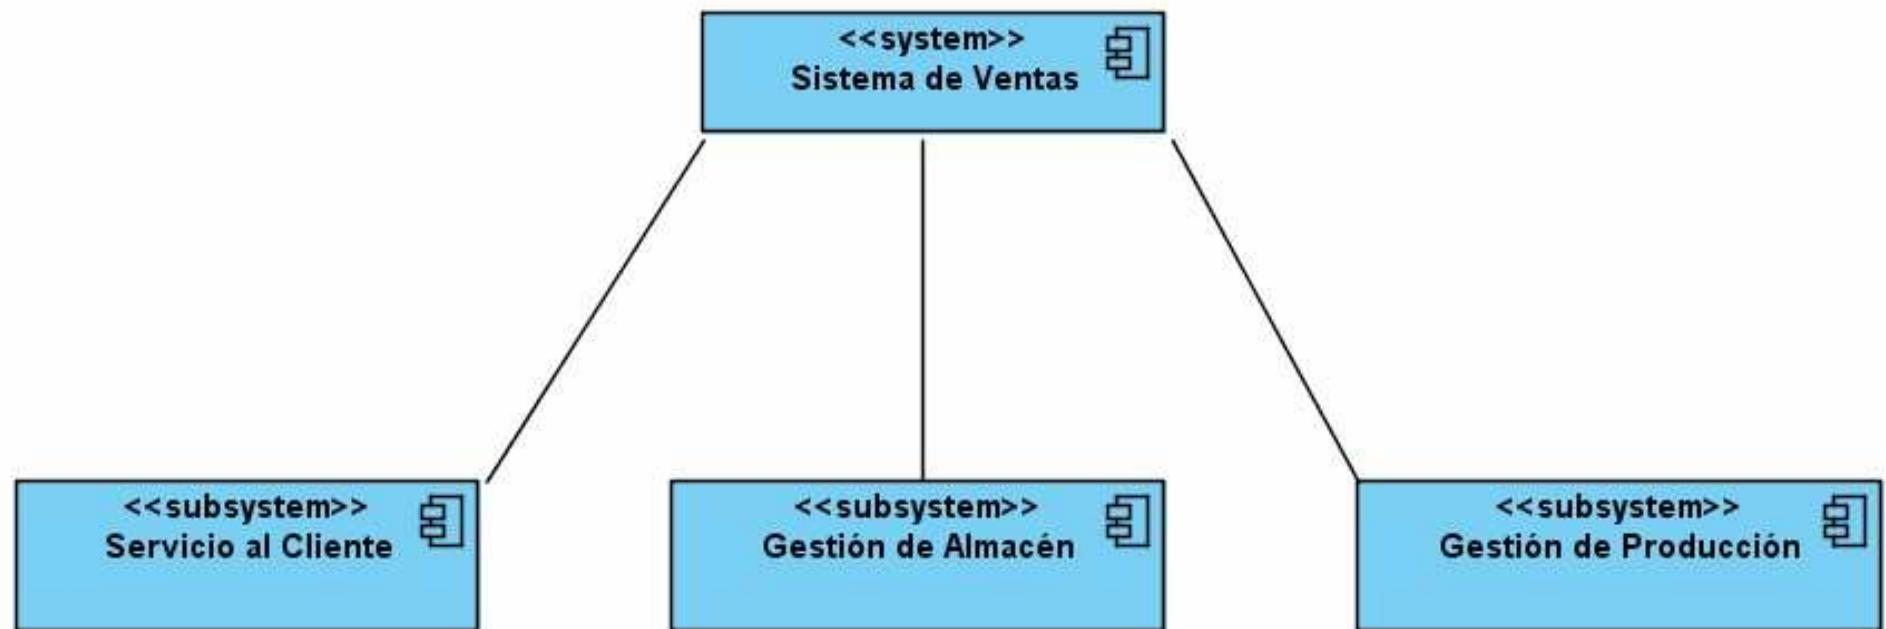 <<system>>
Sistema de Ventas
<<subsystem>>
Servicio al Cliente
<<subsystem>>
Gestión de Almacén
<<subsystem>>
Gestión de Producción